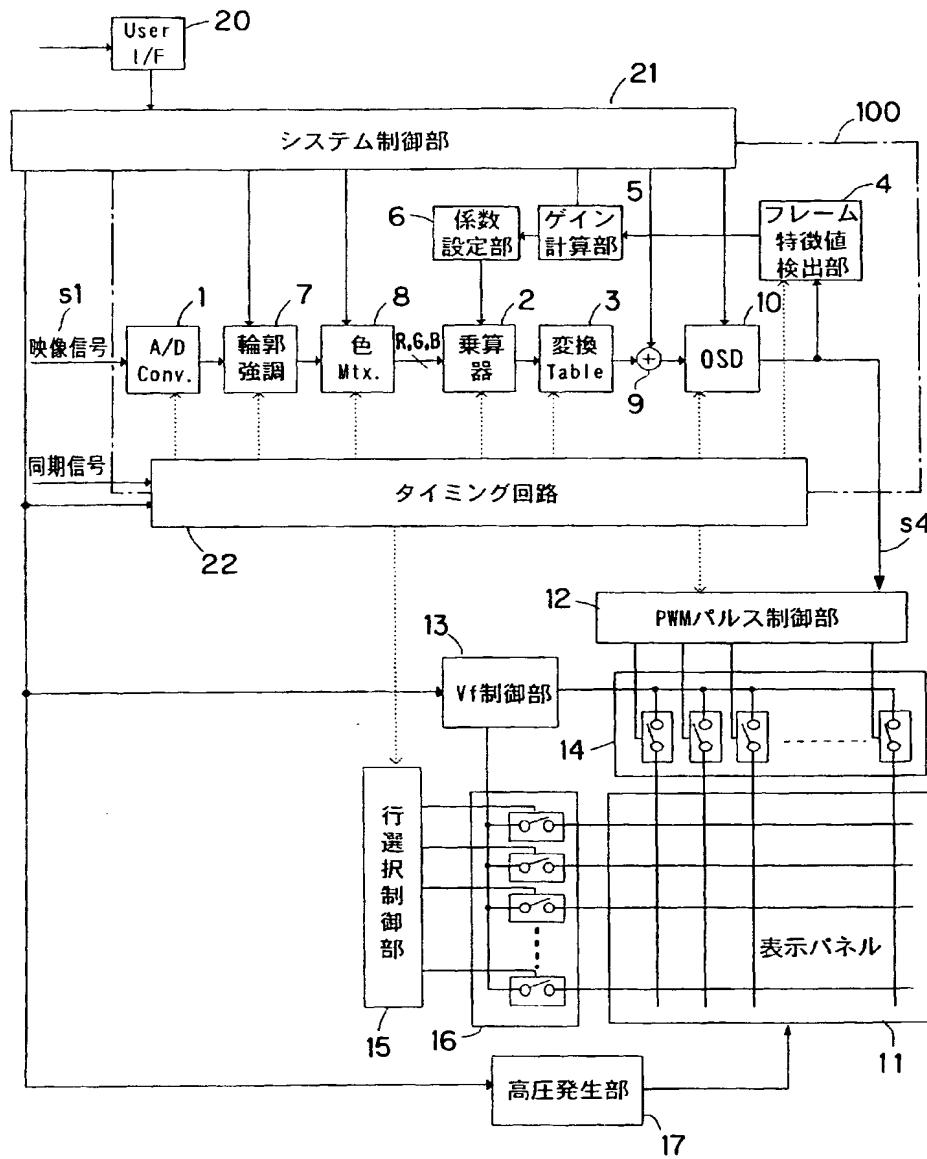 User
I/F
20
21
システム制御部
100
5
4
6
係数
設定部
ゲイン
計算部
フレーム
特徴値
検出部
s1
1
7
8
2
3
10
映像信号
A/D
Conv.
輪郭
強調
色
Mtx.
R,G,B
乗算
器
変換
Table
+
OSD
9
同期信号
タイミング回路
22
s4
12
PWMパルス制御部
13
Vf制御部
14
行選択制御部
表示パネル
15
16
11
高圧発生部
17